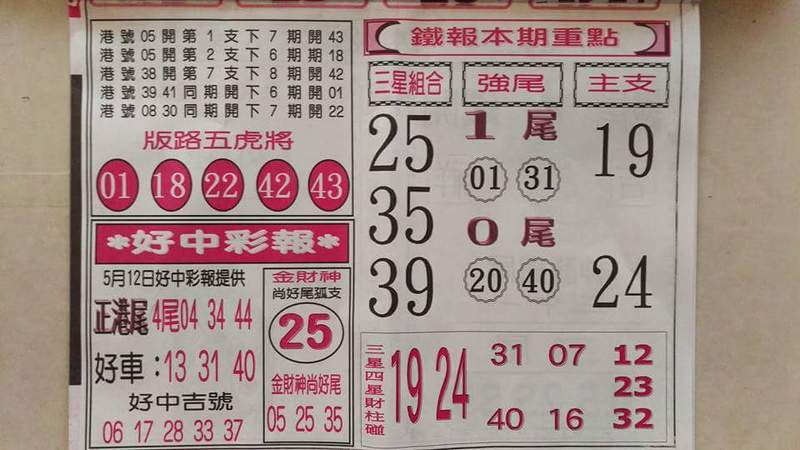 港號05開第1支下7期開43
港號05開第2支下6期開18
港號38開第7支下8期開42
港號39 41同期開下6期開01
港號08 30同期開下7期開22
版路五虎將
01 18 22 42 43
*好中彩報*
5月12日好中彩報提供
正港尾 4尾04 34 44
好車：13 31 40
好中吉號
06 17 28 33 37
金財神
尚好尾孤支
25
金財神尚好尾
05 25 35
鐵報本期重點
三星組合 強尾 主支
25 1尾 19
01 31
35 0尾
39 20 40 24
三星四星財柱碰
19 24
31 07 12
23
40 16 32